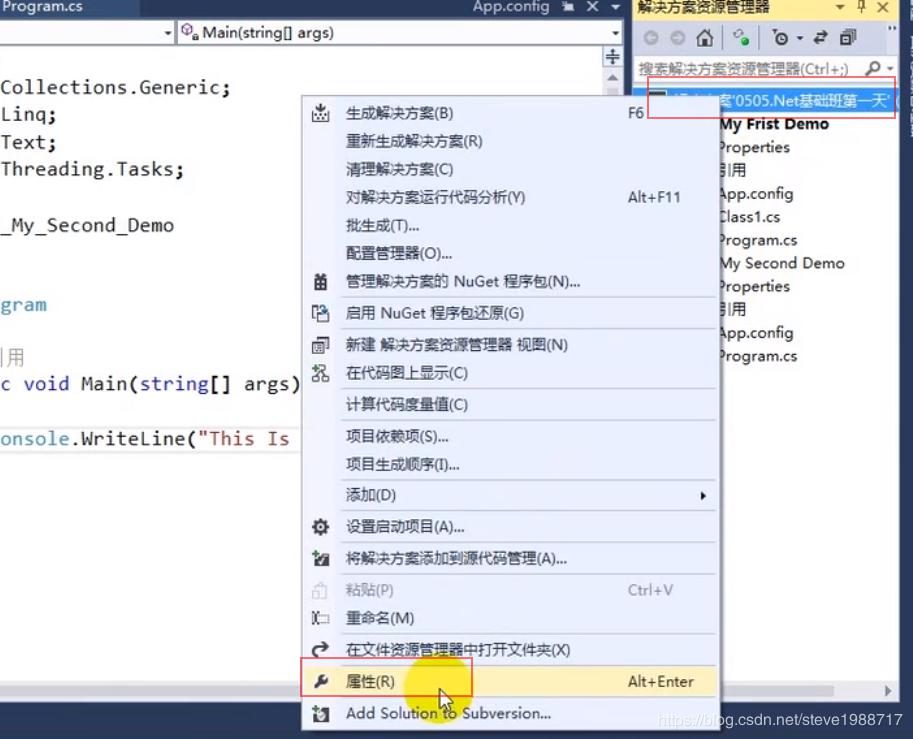 Program.cs
App.config
解决方案资源管理器
Main(string[] args)
搜索解决方案资源管理器(Ctrl+;)
案'0505.Net基础班第一天'
Collections.Generic;
Linq;
Text;
Threading.Tasks;
_My_Second_Demo
gram
引用
c void Main(string[] args)
onsole.WriteLine("This Is
生成解决方案(B) F6
重新生成解决方案(R)
清理解决方案(C)
对解决方案运行代码分析(Y) Alt+F11
批生成(T)...
配置管理器(O)...
管理解决方案的 NuGet 程序包(N)...
启用 NuGet 程序包还原(G)
新建 解决方案资源管理器 视图(N)
在代码图上显示(C)
计算代码度量值(C)
项目依赖项(S)...
项目生成顺序(I)...
添加(D)
设置启动项目(A)...
将解决方案添加到源代码管理(A)...
粘贴(P) Ctrl+V
重命名(M)
在文件资源管理器中打开文件夹(X)
属性(R) Alt+Enter
Add Solution to Subversion...
My Frist Demo
Properties
引用
App.config
Class1.cs
Program.cs
My Second Demo
Properties
引用
App.config
Program.cs
https://blog.csdn.net/steve1988717